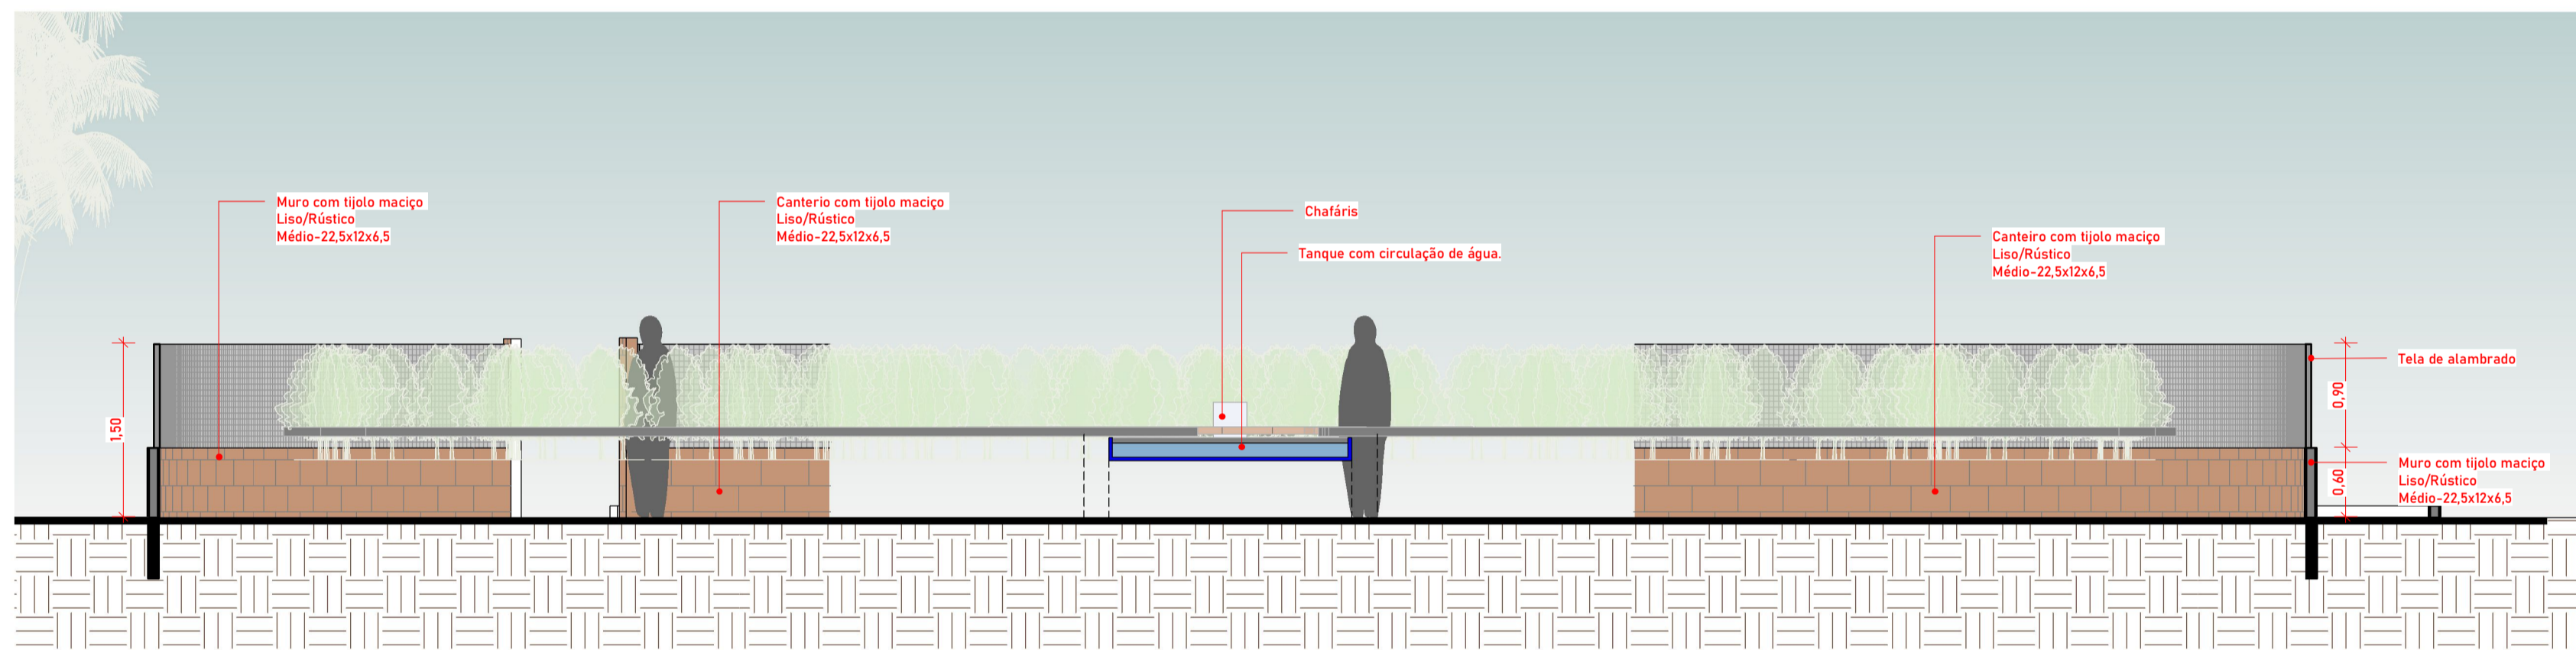 Muro com tijolo maciço
Liso/Rústico
Médio-22,5x12x6,5
Canterio com tijolo maciço
Liso/Rústico
Médio-22,5x12x6,5
Chafáris
Tanque com circulação de água.
Canteiro com tijolo maciço
Liso/Rústico
Médio-22,5x12x6,5
Tela de alambrado
1,50
0,90
0,60
Muro com tijolo maciço
Liso/Rústico
Médio-22,5x12x6,5